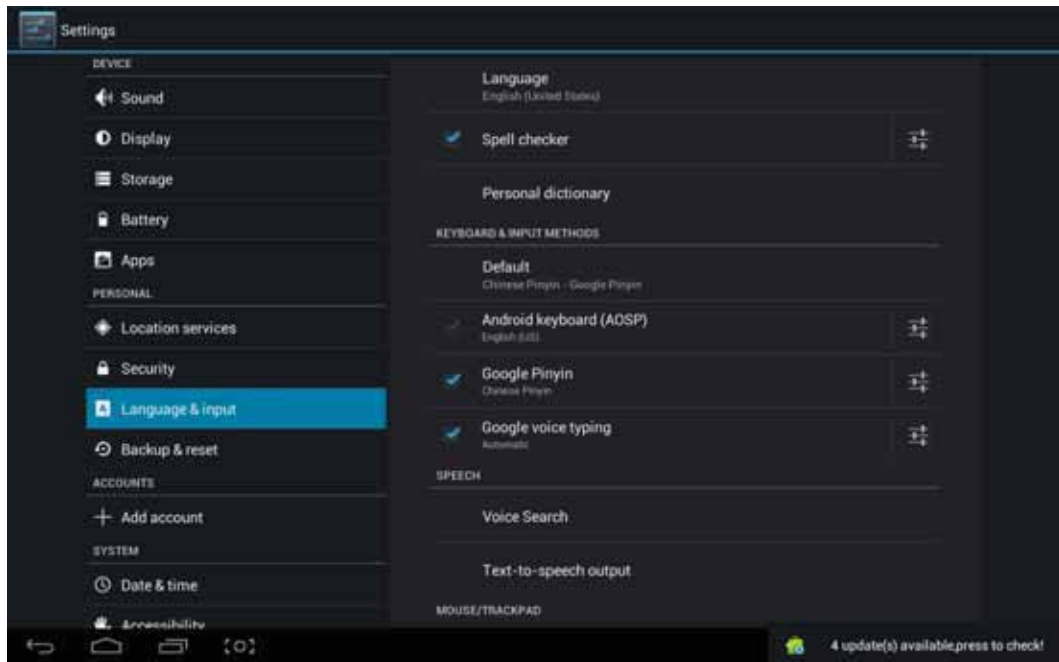 Settings
DEVICE
Sound
Display
Storage
Battery
Apps
PERSONAL
Location services
Security
Language & input
Backup & reset
ACCOUNTS
Add account
SYSTEM
Date & time
Accessibility
Language
English (United States)
Spell checker
Personal dictionary
KEYBOARD & INPUT METHODS
Default
Chinese Pinyin - Google Pinyin
Android keyboard (AOSP)
English (US)
Google Pinyin
Chinese Pinyin
Google voice typing
Automatic
SPEECH
Voice Search
Text-to-speech output
MOUSE/TRACKPAD
4 update(s) available,press to check!